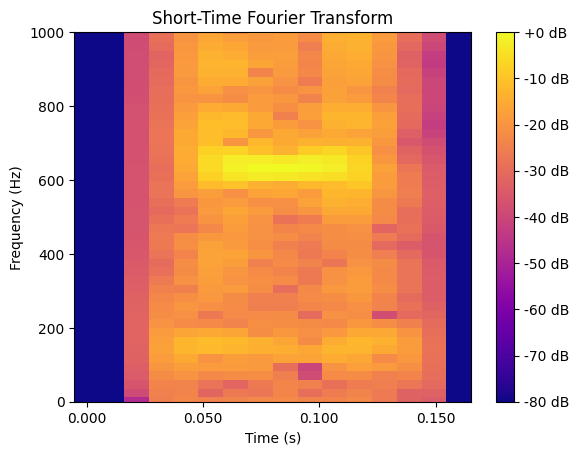 Short-Time Fourier Transform
1000
800
600
400
200
0
Frequency (Hz)
0.000
0.050
0.100
0.150
Time (s)
+0 dB
-10 dB
-20 dB
-30 dB
-40 dB
-50 dB
-60 dB
-70 dB
-80 dB